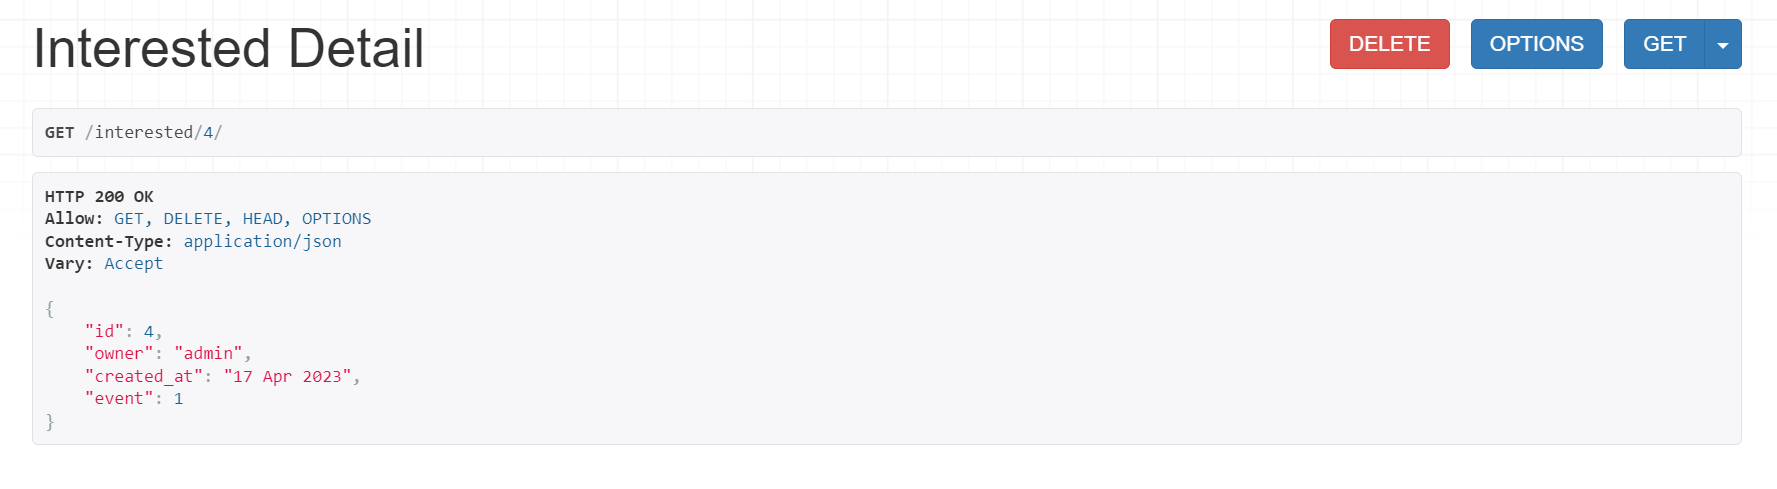 Interested Detail
DELETE
OPTIONS
GET
GET /interested/4/
HTTP 200 OK
Allow: GET, DELETE, HEAD, OPTIONS
Content-Type: application/json
Vary: Accept
{
    "id": 4,
    "owner": "admin",
    "created_at": "17 Apr 2023",
    "event": 1
}